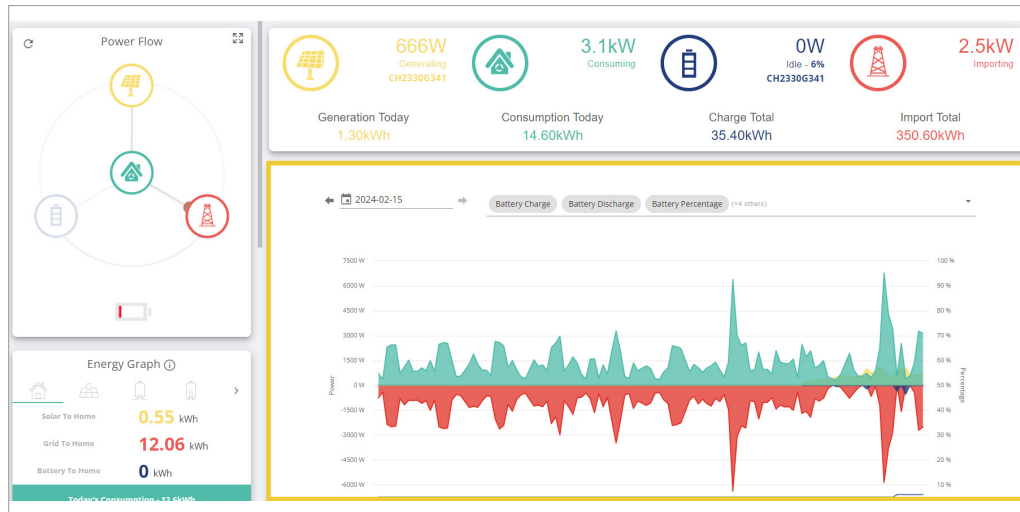 Power Flow
666W
Generating
CH2330G341
3.1kW
Consuming
0W
Idle - 6%
CH2330G341
2.5kW
Importing
Generation Today
1.30kWh
Consumption Today
14.60kWh
Charge Total
35.40kWh
Import Total
350.60kWh
2024-02-15
Battery Charge
Battery Discharge
Battery Percentage
(+4 others)
7500 W
6000 W
4500 W
3000 W
1500 W
0 W
-1500 W
-3000 W
-4500 W
-6000 W
Power
100 %
90 %
80 %
70 %
60 %
50 %
40 %
30 %
20 %
10 %
Percentage
Energy Graph
Solar To Home
0.55 kWh
Grid To Home
12.06 kWh
Battery To Home
0 kWh
Today's Consumption - 12.6kWh